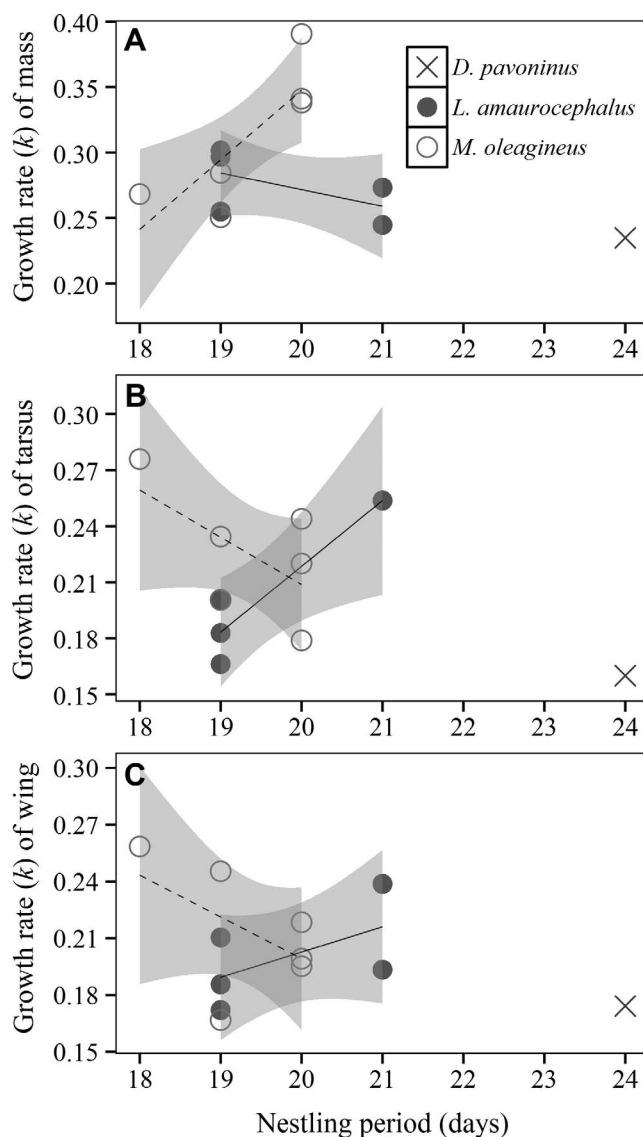 A
Growth rate (k) of mass
0.40
0.35
0.30
0.25
0.20
D. pavoninus
L. amaurocephalus
M. oleagineus
18 19 20 21 22 23 24
B
Growth rate (k) of tarsus
0.30
0.27
0.24
0.21
0.18
0.15
18 19 20 21 22 23 24
C
Growth rate (k) of wing
0.30
0.27
0.24
0.21
0.18
0.15
18 19 20 21 22 23 24
Nestling period (days)